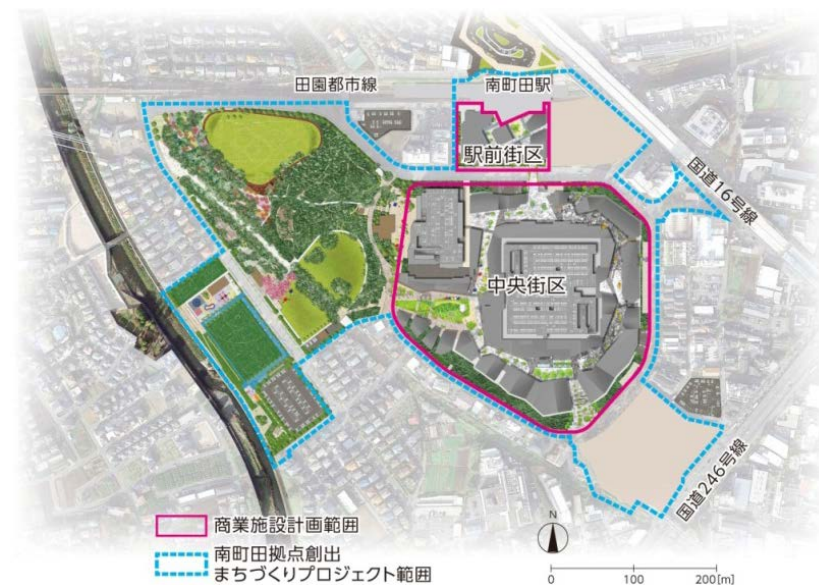 田園都市線
南町田駅
駅前街区
国道16号線
中央街区
国道246号線
商業施設計画範囲
南町田拠点創出
まちづくりプロジェクト範囲
N
0 100 200[m]